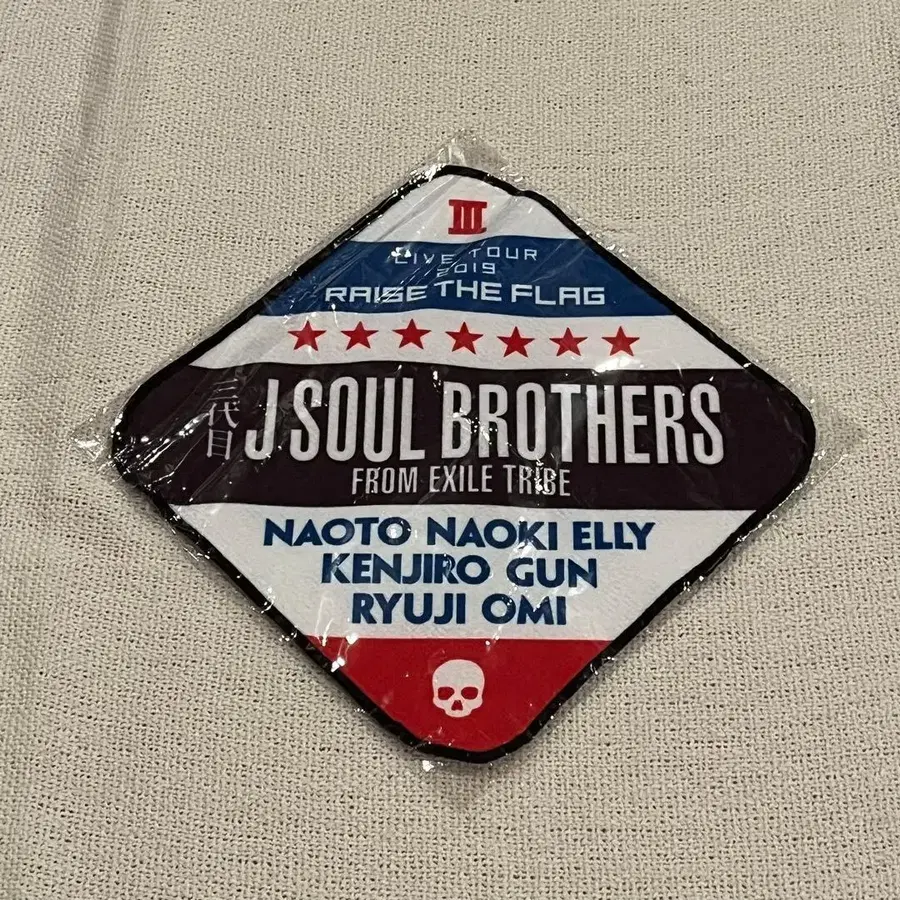 III
LIVE TOUR
2019
RAISE THE FLAG
三代目 J SOUL BROTHERS
FROM EXILE TRIBE
NAOTO NAOKI ELLY
KENJIRO GUN
RYUJI OMI